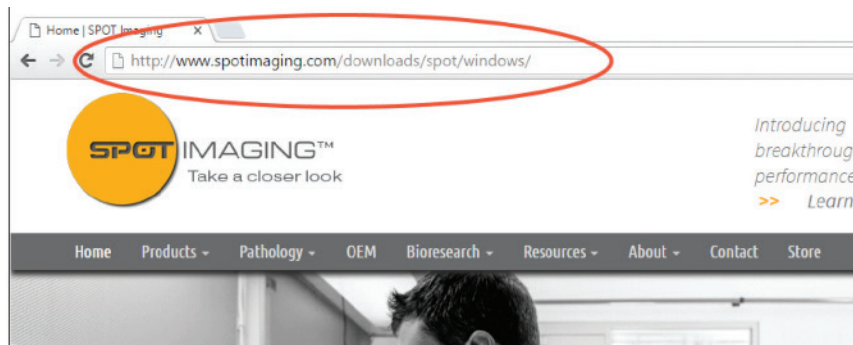 Home | SPOT Imaging
http://www.spotimaging.com/downloads/spot/windows/
SPOT IMAGING™
Take a closer look
Introducing
breakthroug
performance
>> Learn
Home Products Pathology OEM Bioresearch Resources About Contact Store